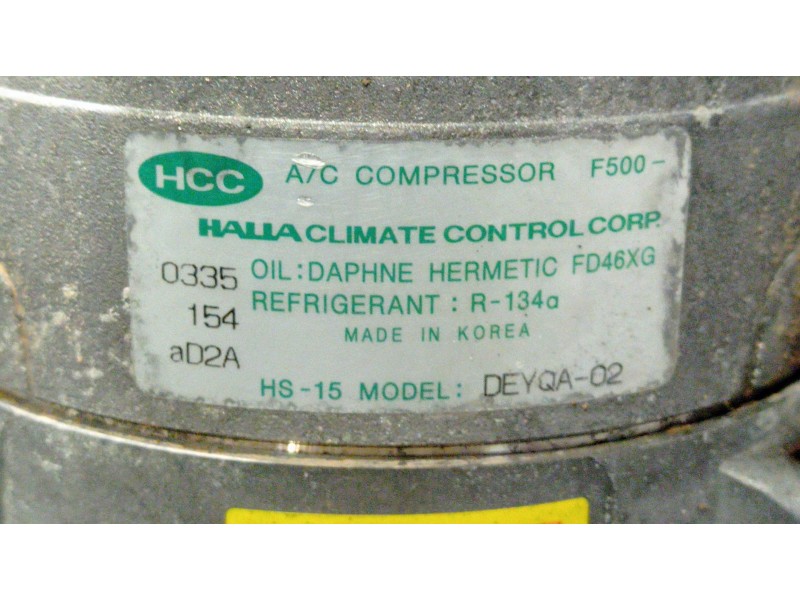 HCC A/C COMPRESSOR F500-
HALLA CLIMATE CONTROL CORP.
0335 OIL: DAPHNE HERMETIC FD46XG
154 REFRIGERANT : R-134a
MADE IN KOREA
aD2A
HS-15 MODEL: DEYQA-02